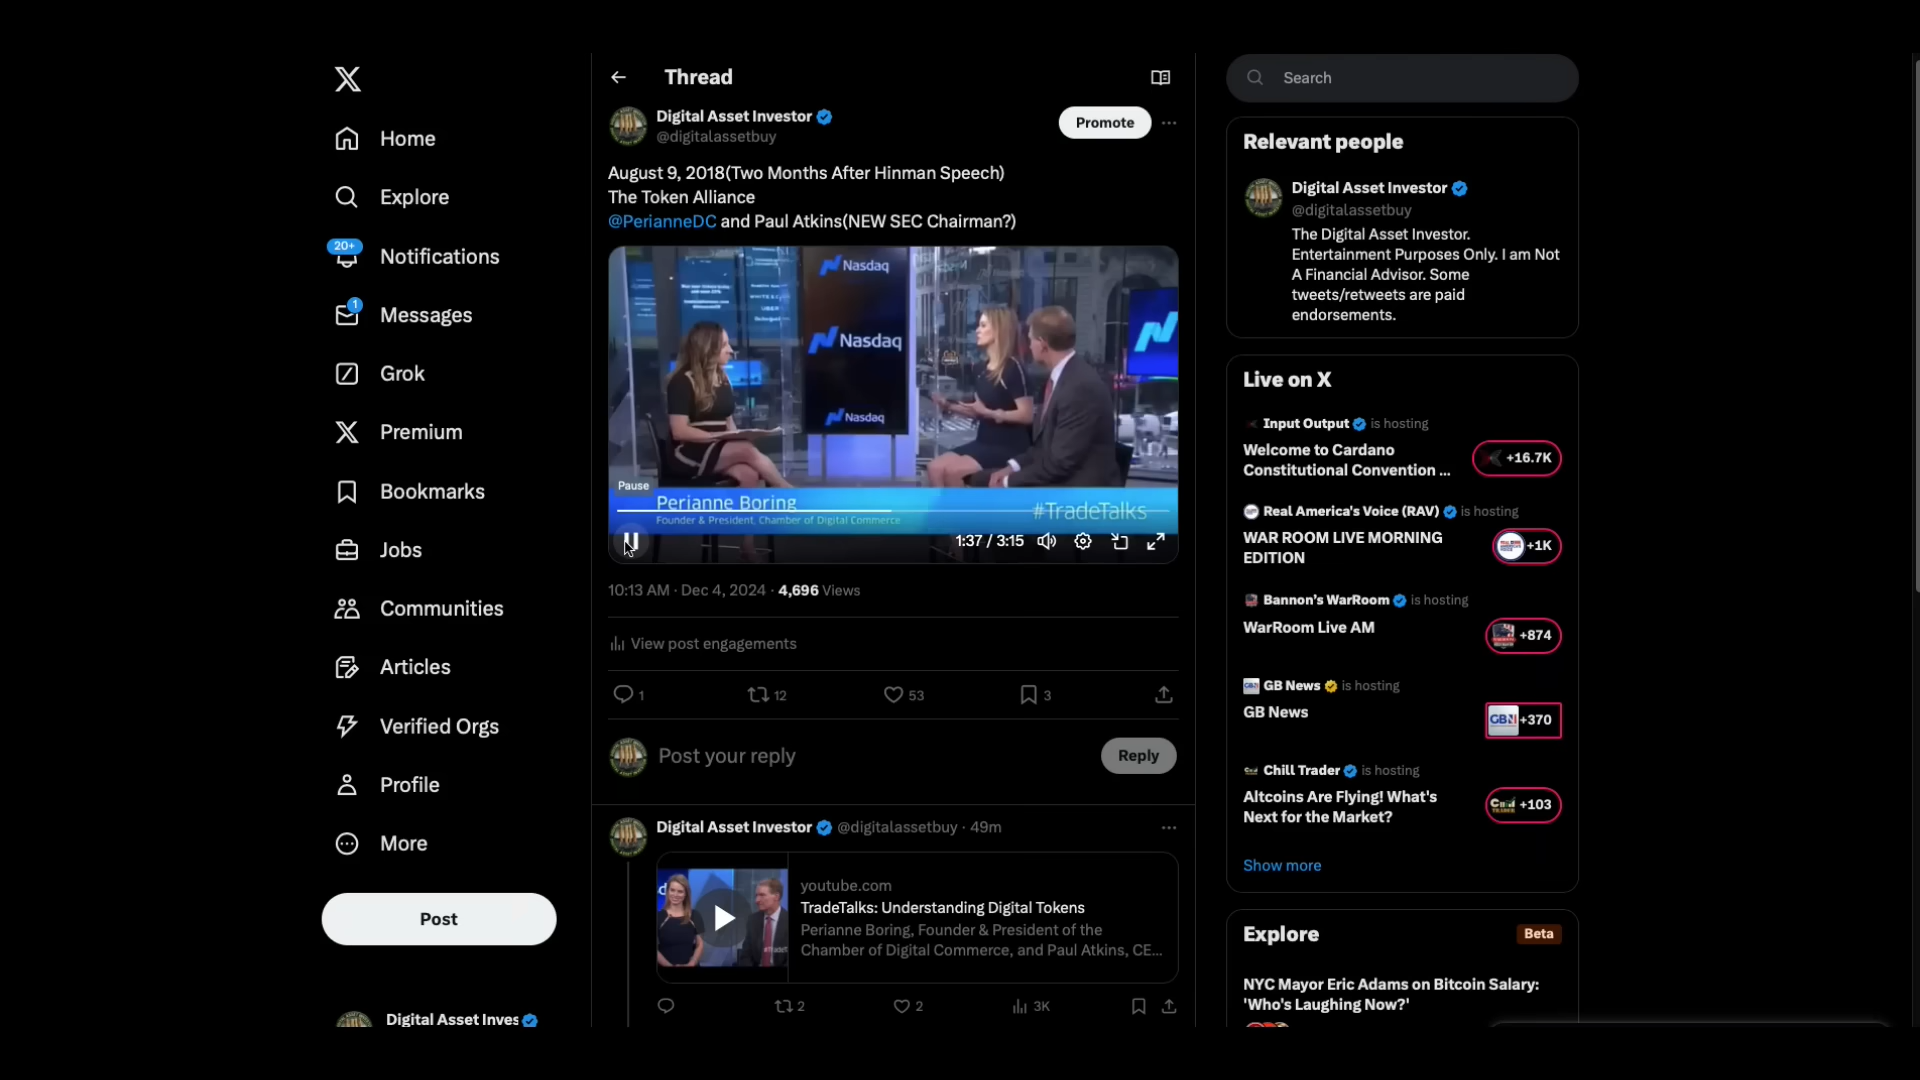 Home
Explore
20+
Notifications
1
Messages
Grok
Premium
Bookmarks
Jobs
Communities
Articles
Verified Orgs
Profile
More
Post
Digital Asset Inves
Thread
Digital Asset Investor
@digitalassetbuy
Promote
August 9, 2018(Two Months After Hinman Speech)
The Token Alliance
@PerianneDC and Paul Atkins(NEW SEC Chairman?)
Nasdaq
Nasdaq
Nasdaq
Pause
Perianne Boring
Founder & President, Chamber of Digital Commerce
#TradeTalks
1:37 / 3:15
10:13 AM · Dec 4, 2024 · 4,696 Views
View post engagements
1
12
53
3
Post your reply
Reply
Digital Asset Investor @digitalassetbuy · 49m
youtube.com
TradeTalks: Understanding Digital Tokens
Perianne Boring, Founder & President of the
Chamber of Digital Commerce, and Paul Atkins, CE...
2
2
3K
Search
Relevant people
Digital Asset Investor
@digitalassetbuy
The Digital Asset Investor.
Entertainment Purposes Only. I am Not
A Financial Advisor. Some
tweets/retweets are paid
endorsements.
Live on X
Input Output is hosting
Welcome to Cardano
Constitutional Convention ...
+16.7K
Real America's Voice (RAV) is hosting
WAR ROOM LIVE MORNING
EDITION
+1K
Bannon's WarRoom is hosting
WarRoom Live AM
+874
GB News is hosting
GB News
GBN
+370
Chill Trader is hosting
Altcoins Are Flying! What's
Next for the Market?
+103
Show more
Explore
Beta
NYC Mayor Eric Adams on Bitcoin Salary:
'Who's Laughing Now?'